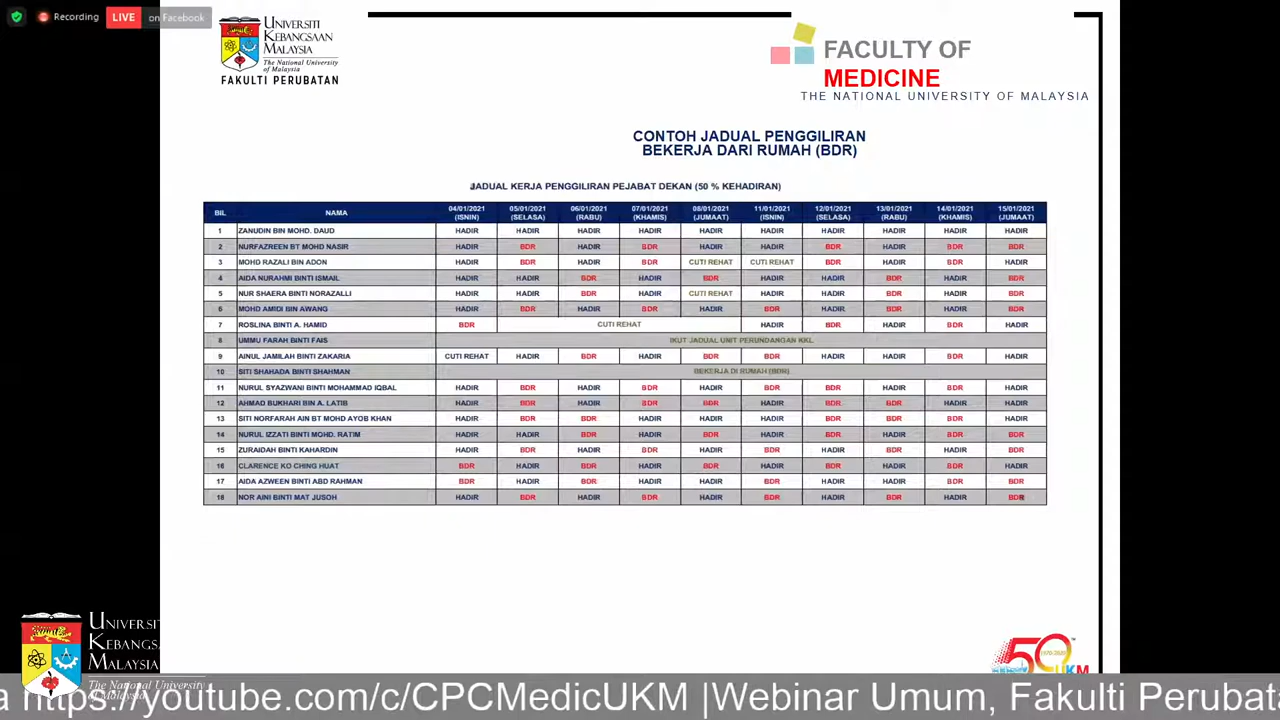 Recording LIVE on Facebook
UNIVERSITI
KEBANGSAAN
MALAYSIA
The National University
of Malaysia
FAKULTI PERUBATAN
FACULTY OF
MEDICINE
THE NATIONAL UNIVERSITY OF MALAYSIA
CONTOH JADUAL PENGGILIRAN
BEKERJA DARI RUMAH (BDR)
JADUAL KERJA PENGGILIRAN PEJABAT DEKAN (50 % KEHADIRAN)
BIL NAMA 04/01/2021 (ISNIN) 05/01/2021 (SELASA) 06/01/2021 (RABU) 07/01/2021 (KHAMIS) 08/01/2021 (JUMAAT) 11/01/2021 (ISNIN) 12/01/2021 (SELASA) 13/01/2021 (RABU) 14/01/2021 (KHAMIS) 15/01/2021 (JUMAAT)
1 ZANUDIN BIN MOHD. DAUD HADIR HADIR HADIR HADIR HADIR HADIR HADIR HADIR HADIR HADIR
2 NURFAZREEN BT MOHD NASIR HADIR BDR HADIR BDR HADIR HADIR BDR HADIR BDR BDR
3 MOHD RAZALI BIN ADON HADIR BDR HADIR BDR CUTI REHAT CUTI REHAT BDR HADIR BDR HADIR
4 AIDA NURAHMI BINTI ISMAIL HADIR HADIR BDR HADIR BDR HADIR HADIR BDR HADIR BDR
5 NUR SHAERA BINTI NORAZALLI HADIR HADIR BDR HADIR CUTI REHAT HADIR HADIR BDR HADIR BDR
6 MOHD AMIDI BIN AWANG HADIR BDR HADIR BDR HADIR BDR HADIR BDR HADIR BDR
7 ROSLINA BINTI A. HAMID BDR CUTI REHAT HADIR BDR HADIR BDR HADIR
8 UMMU FARAH BINTI FAIS IKUT JADUAL UNIT PERUNDANGAN KKL
9 AINUL JAMILAH BINTI ZAKARIA CUTI REHAT HADIR BDR HADIR BDR BDR HADIR HADIR BDR HADIR
10 SITI SHAHADA BINTI SHAHMAN BEKERJA DI RUMAH (BDR)
11 NURUL SYAZWANI BINTI MOHAMMAD IQBAL HADIR BDR HADIR BDR HADIR BDR BDR HADIR BDR HADIR
12 AHMAD BUKHARI BIN A. LATIB HADIR BDR HADIR BDR BDR HADIR BDR HADIR BDR HADIR
13 SITI NORFARAH AIN BT MOHD AYOB KHAN HADIR BDR BDR HADIR HADIR BDR BDR HADIR BDR HADIR
14 NURUL IZZATI BINTI MOHD. RATIM HADIR HADIR BDR HADIR BDR HADIR BDR HADIR BDR BDR
15 ZURAIDAH BINTI KAHARDIN HADIR BDR HADIR BDR HADIR HADIR BDR HADIR BDR BDR
16 CLARENCE KO CHING HUAT BDR HADIR BDR HADIR BDR HADIR BDR HADIR BDR HADIR
17 AIDA AZWEEN BINTI ABD RAHMAN BDR HADIR BDR HADIR HADIR BDR HADIR HADIR BDR BDR
18 NOR AINI BINTI MAT JUSOH HADIR BDR HADIR BDR HADIR BDR HADIR BDR HADIR BDR
50 UKM
UNIVERSITI
KEBANGSA
MALAYSIA
The National University
of Malaysia
a https://youtube.com/c/CPCMedicUKM |Webinar Umum, Fakulti Perubata